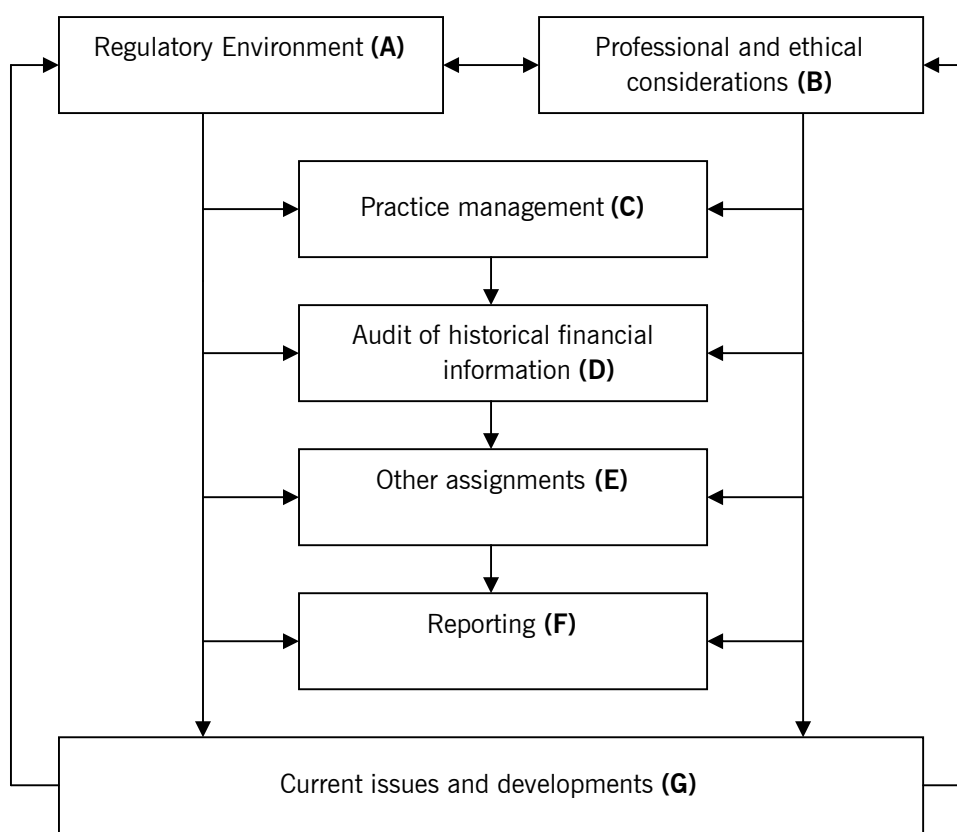 Regulatory Environment (A)
Professional and ethical
considerations (B)
Practice management (C)
Audit of historical financial
information (D)
Other assignments (E)
Reporting (F)
Current issues and developments (G)